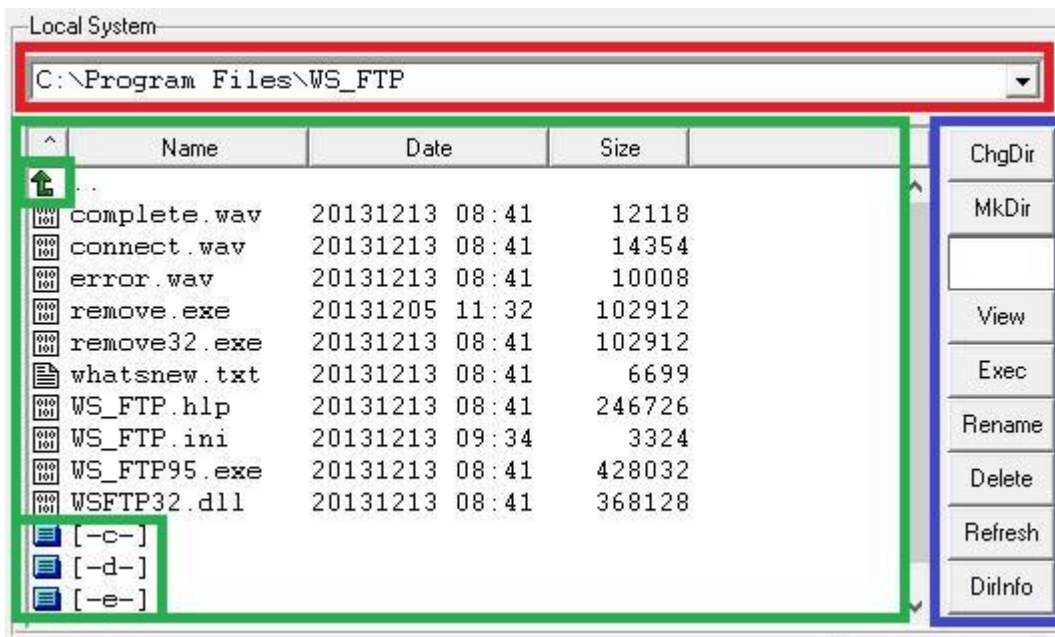 Local System
C:\Program Files\WS_FTP
^ Name Date Size
..
complete.wav 20131213 08:41 12118
connect.wav 20131213 08:41 14354
error.wav 20131213 08:41 10008
remove.exe 20131205 11:32 102912
remove32.exe 20131213 08:41 102912
whatsnew.txt 20131213 08:41 6699
WS_FTP.hlp 20131213 08:41 246726
WS_FTP.ini 20131213 09:34 3324
WS_FTP95.exe 20131213 08:41 428032
WSFTP32.dll 20131213 08:41 368128
[-c-]
[-d-]
[-e-]
ChgDir
MkDir
View
Exec
Rename
Delete
Refresh
DirInfo